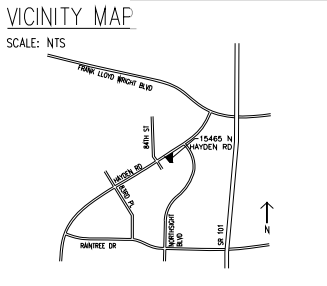 VICINITY MAP
SCALE: NTS
FRANK LLOYD WRIGHT BLVD
84TH ST
15465 N
HAYDEN RD
HAYDEN RD
83RD PL
NORTHSIGHT
BLVD
SR 101
N
RAINTREE DR